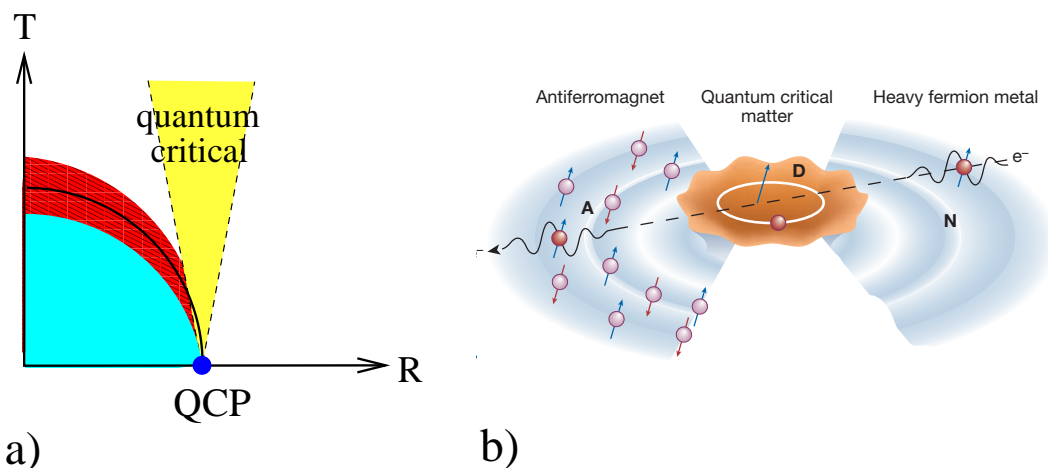 T
quantum
critical
R
QCP
a)
Antiferromagnet
Quantum critical
matter
Heavy fermion metal
D
e⁻
A
N
b)